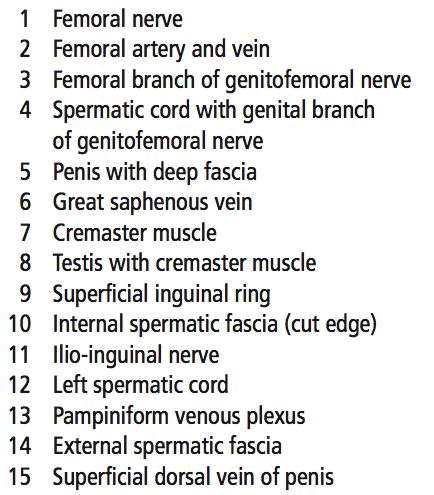 1 Femoral nerve
2 Femoral artery and vein
3 Femoral branch of genitofemoral nerve
4 Spermatic cord with genital branch
of genitofemoral nerve
5 Penis with deep fascia
6 Great saphenous vein
7 Cremaster muscle
8 Testis with cremaster muscle
9 Superficial inguinal ring
10 Internal spermatic fascia (cut edge)
11 Ilio-inguinal nerve
12 Left spermatic cord
13 Pampiniform venous plexus
14 External spermatic fascia
15 Superficial dorsal vein of penis